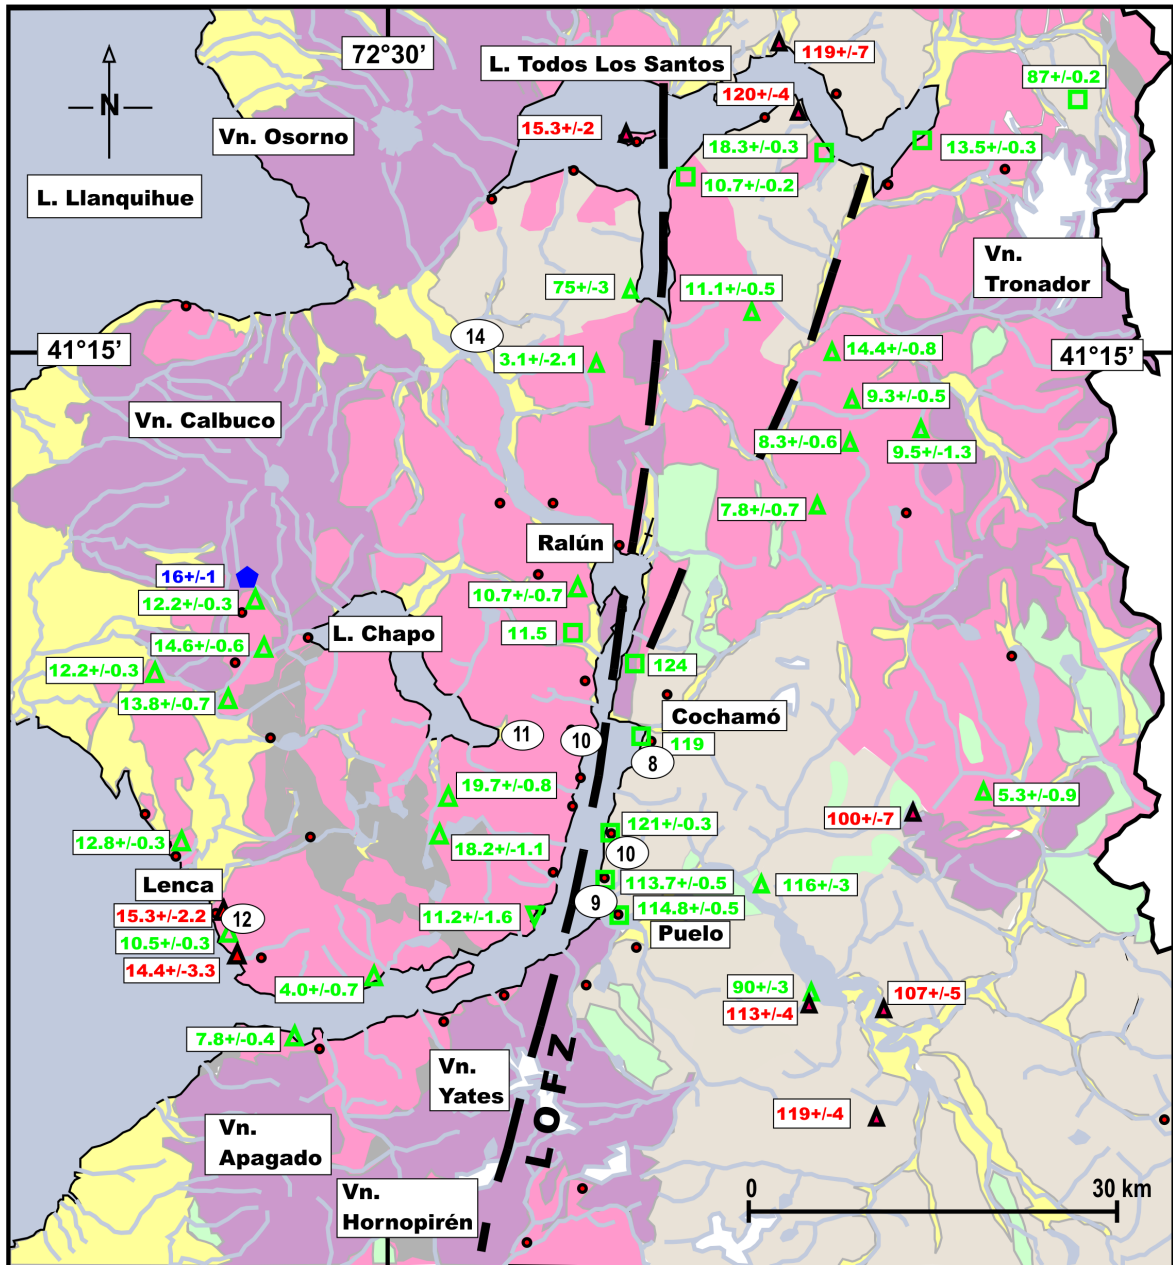 119+/-7
72°30’
L. Todos Los Santos
87+/-0.2
120+/-4
N
15.3+/-2
Vn. Osorno
18.3+/-0.3
13.5+/-0.3
10.7+/-0.2
L. Llanquihue
Vn.
Tronador
75+/-3
11.1+/-0.5
14
41°15’
3.1+/-2.1
14.4+/-0.8
41°15’
9.3+/-0.5
Vn. Calbuco
8.3+/-0.6
9.5+/-1.3
7.8+/-0.7
Ralún
16+/-1
12.2+/-0.3
10.7+/-0.7
L. Chapo
11.5
14.6+/-0.6
12.2+/-0.3
124
13.8+/-0.7
Cochamó
11
10
119
8
19.7+/-0.8
5.3+/-0.9
100+/-7
121+/-0.3
12.8+/-0.3
18.2+/-1.1
10
Lenca
113.7+/-0.5
116+/-3
15.3+/-2.2
12
11.2+/-1.6
9
114.8+/-0.5
Puelo
10.5+/-0.3
14.4+/-3.3
4.0+/-0.7
90+/-3
107+/-5
113+/-4
7.8+/-0.4
Vn.
Yates
LOFZ
119+/-4
Vn.
Apagado
Vn.
Hornopirén
0 30 km